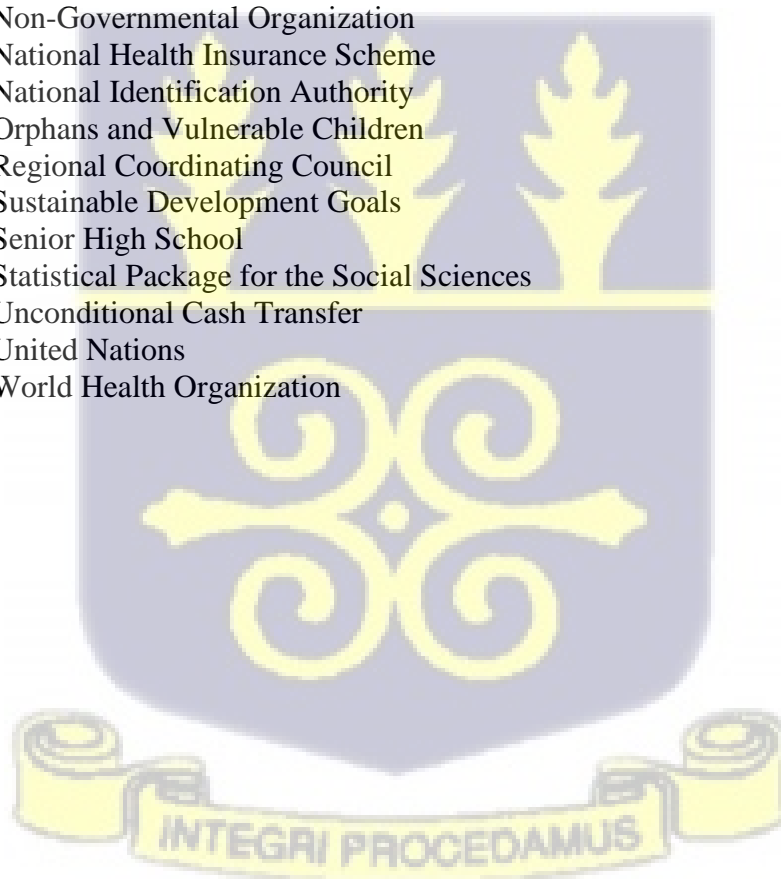 Non-Governmental Organization
National Health Insurance Scheme
National Identification Authority
Orphans and Vulnerable Children
Regional Coordinating Council
Sustainable Development Goals
Senior High School
Statistical Package for the Social Sciences
Unconditional Cash Transfer
United Nations
World Health Organization
INTEGRI PROCEDAMUS